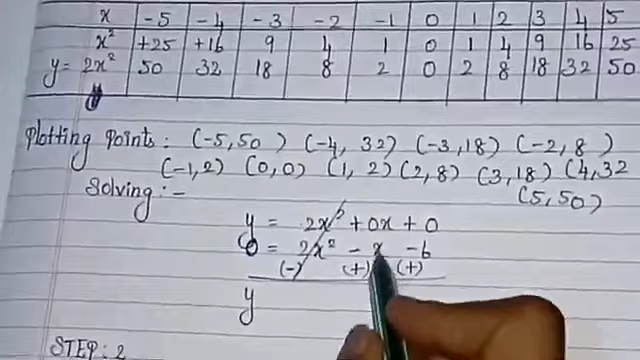 x -5 -4 -3 -2 -1 0 1 2 3 4 5
x² +25 +16 9 4 1 0 1 4 9 16 25
y = 2x² 50 32 18 8 2 0 2 8 18 32 50
Plotting Points : (-5,50) (-4, 32) (-3,18) (-2,8)
(-1,2) (0,0) (1, 2) (2,8) (3,18) (4,32
(5,50)
Solving :-
y = 2x² + 0x + 0
0 = 2x² - x - 6
(-) (+) (+)
y
STEP: 2